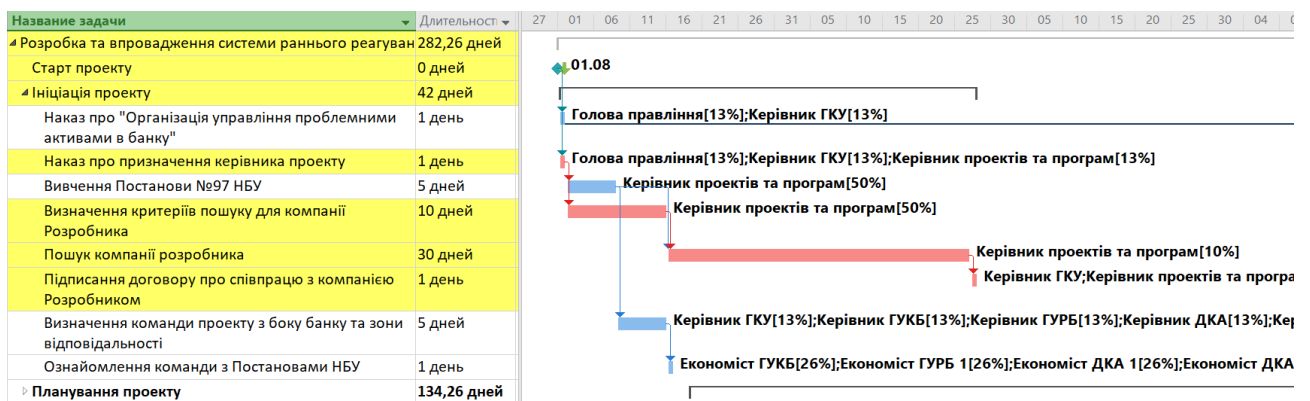 Название задачи Длительност 27 01 06 11 16 21 26 31 05 10 15 20 25 30 05 10 15 20 25 30 04
Розробка та впровадження системи раннього реагуван 282,26 дней
Старт проекту 0 дней 01.08
Ініціація проекту 42 дней
Наказ про "Організація управління проблемними 1 день Голова правління[13%];Керівник ГКУ[13%]
активами в банку"
Наказ про призначення керівника проекту 1 день Голова правління[13%];Керівник ГКУ[13%];Керівник проектів та програм[13%]
Вивчення Постанови №97 НБУ 5 дней Керівник проектів та програм[50%]
Визначення критеріїв пошуку для компанії 10 дней Керівник проектів та програм[50%]
Розробника
Пошук компанії розробника 30 дней Керівник проектів та програм[10%]
Підписання договору про співпрацю з компанією 1 день Керівник ГКУ;Керівник проектів та програ
Розробником
Визначення команди проекту з боку банку та зони 5 дней Керівник ГКУ[13%];Керівник ГУКБ[13%];Керівник ГУРБ[13%];Керівник ДКА[13%];Кер
відповідальності
Ознайомлення команди з Постановами НБУ 1 день Економіст ГУКБ[26%];Економіст ГУРБ 1[26%];Економіст ДКА 1[26%];Економіст ДКА
Планування проекту 134,26 дней